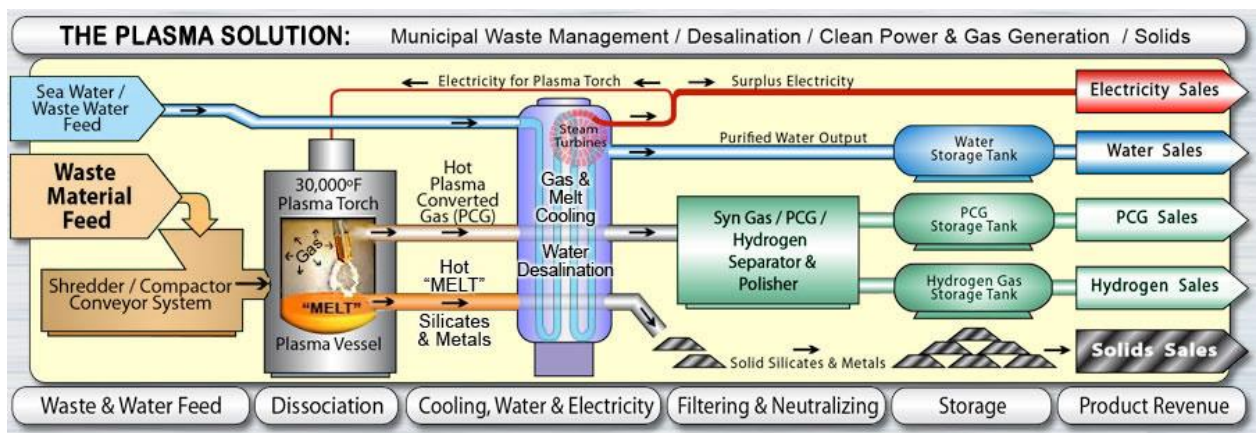 THE PLASMA SOLUTION: Municipal Waste Management / Desalination / Clean Power & Gas Generation / Solids
Sea Water /
Waste Water
Feed
Electricity for Plasma Torch
Surplus Electricity
Electricity Sales
Waste
Material
Feed
30,000ºF
Plasma Torch
Hot
Plasma
Converted
Gas (PCG)
Steam
Turbines
Purified Water Output
Water
Storage Tank
Water Sales
Gas &
Melt
Cooling
Syn Gas / PCG /
Hydrogen
Separator &
Polisher
PCG
Storage Tank
PCG Sales
Shredder / Compactor
Conveyor System
Gas
"MELT"
Plasma Vessel
Hot
"MELT"
Silicates
& Metals
Water
Desalination
Hydrogen Gas
Storage Tank
Hydrogen Sales
Solid Silicates & Metals
Solids Sales
Waste & Water Feed
Dissociation
Cooling, Water & Electricity
Filtering & Neutralizing
Storage
Product Revenue